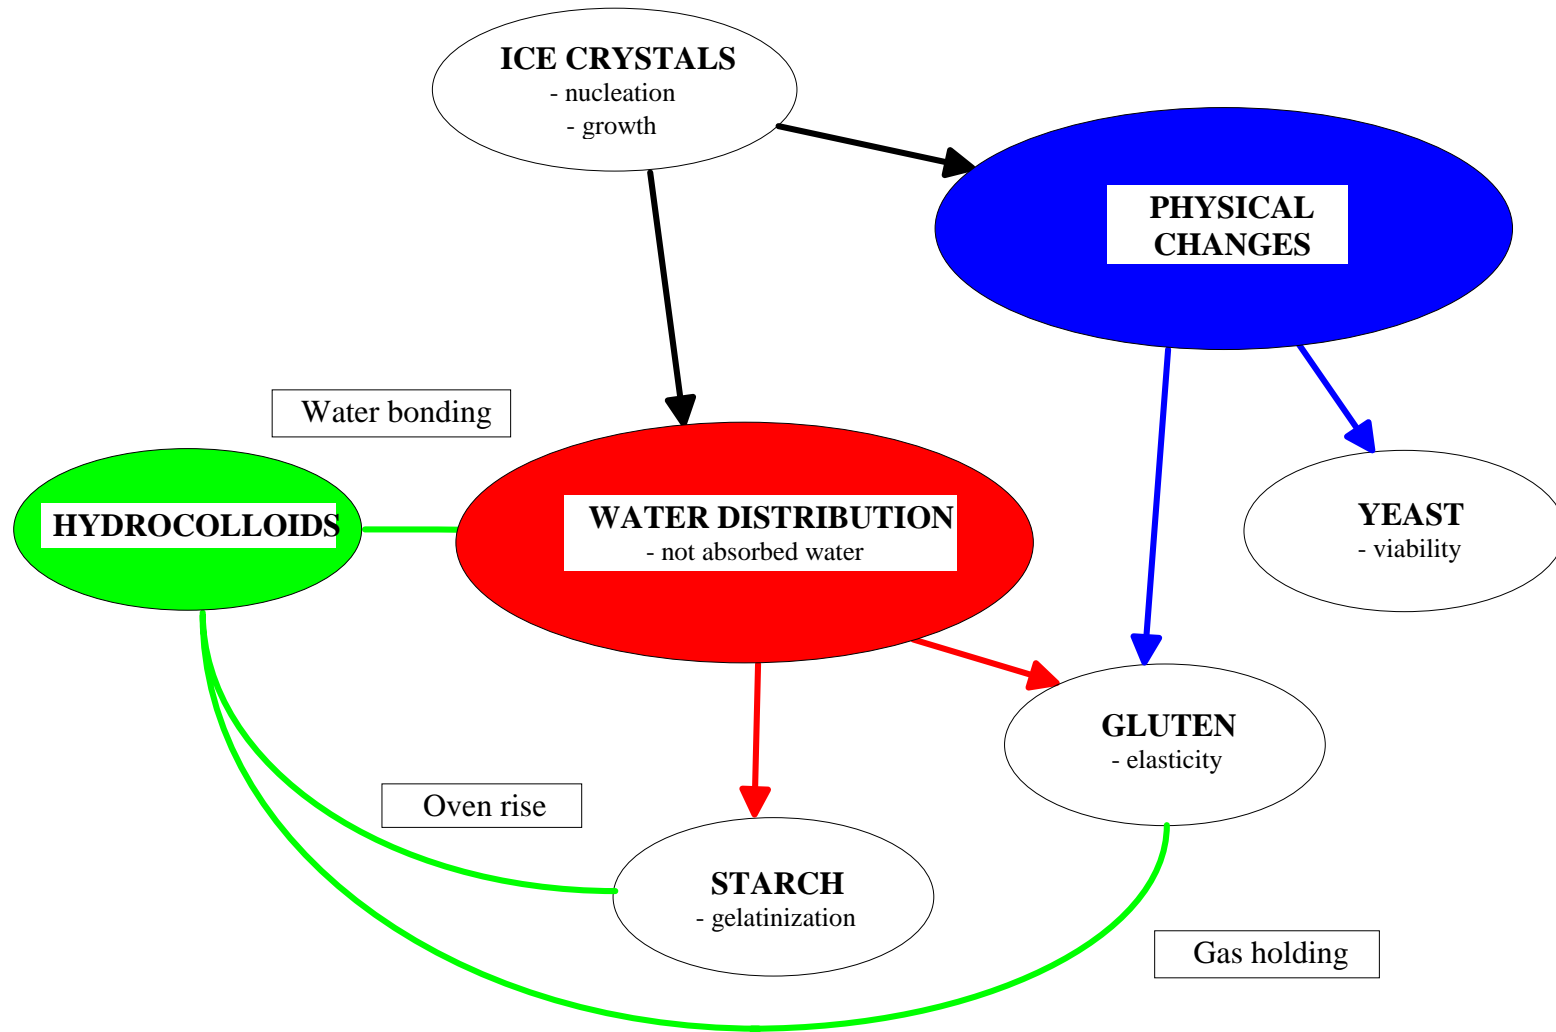 ICE CRYSTALS
- nucleation
- growth
PHYSICAL
CHANGES
Water bonding
HYDROCOLLOIDS
WATER DISTRIBUTION
- not absorbed water
YEAST
- viability
GLUTEN
- elasticity
Oven rise
STARCH
- gelatinization
Gas holding